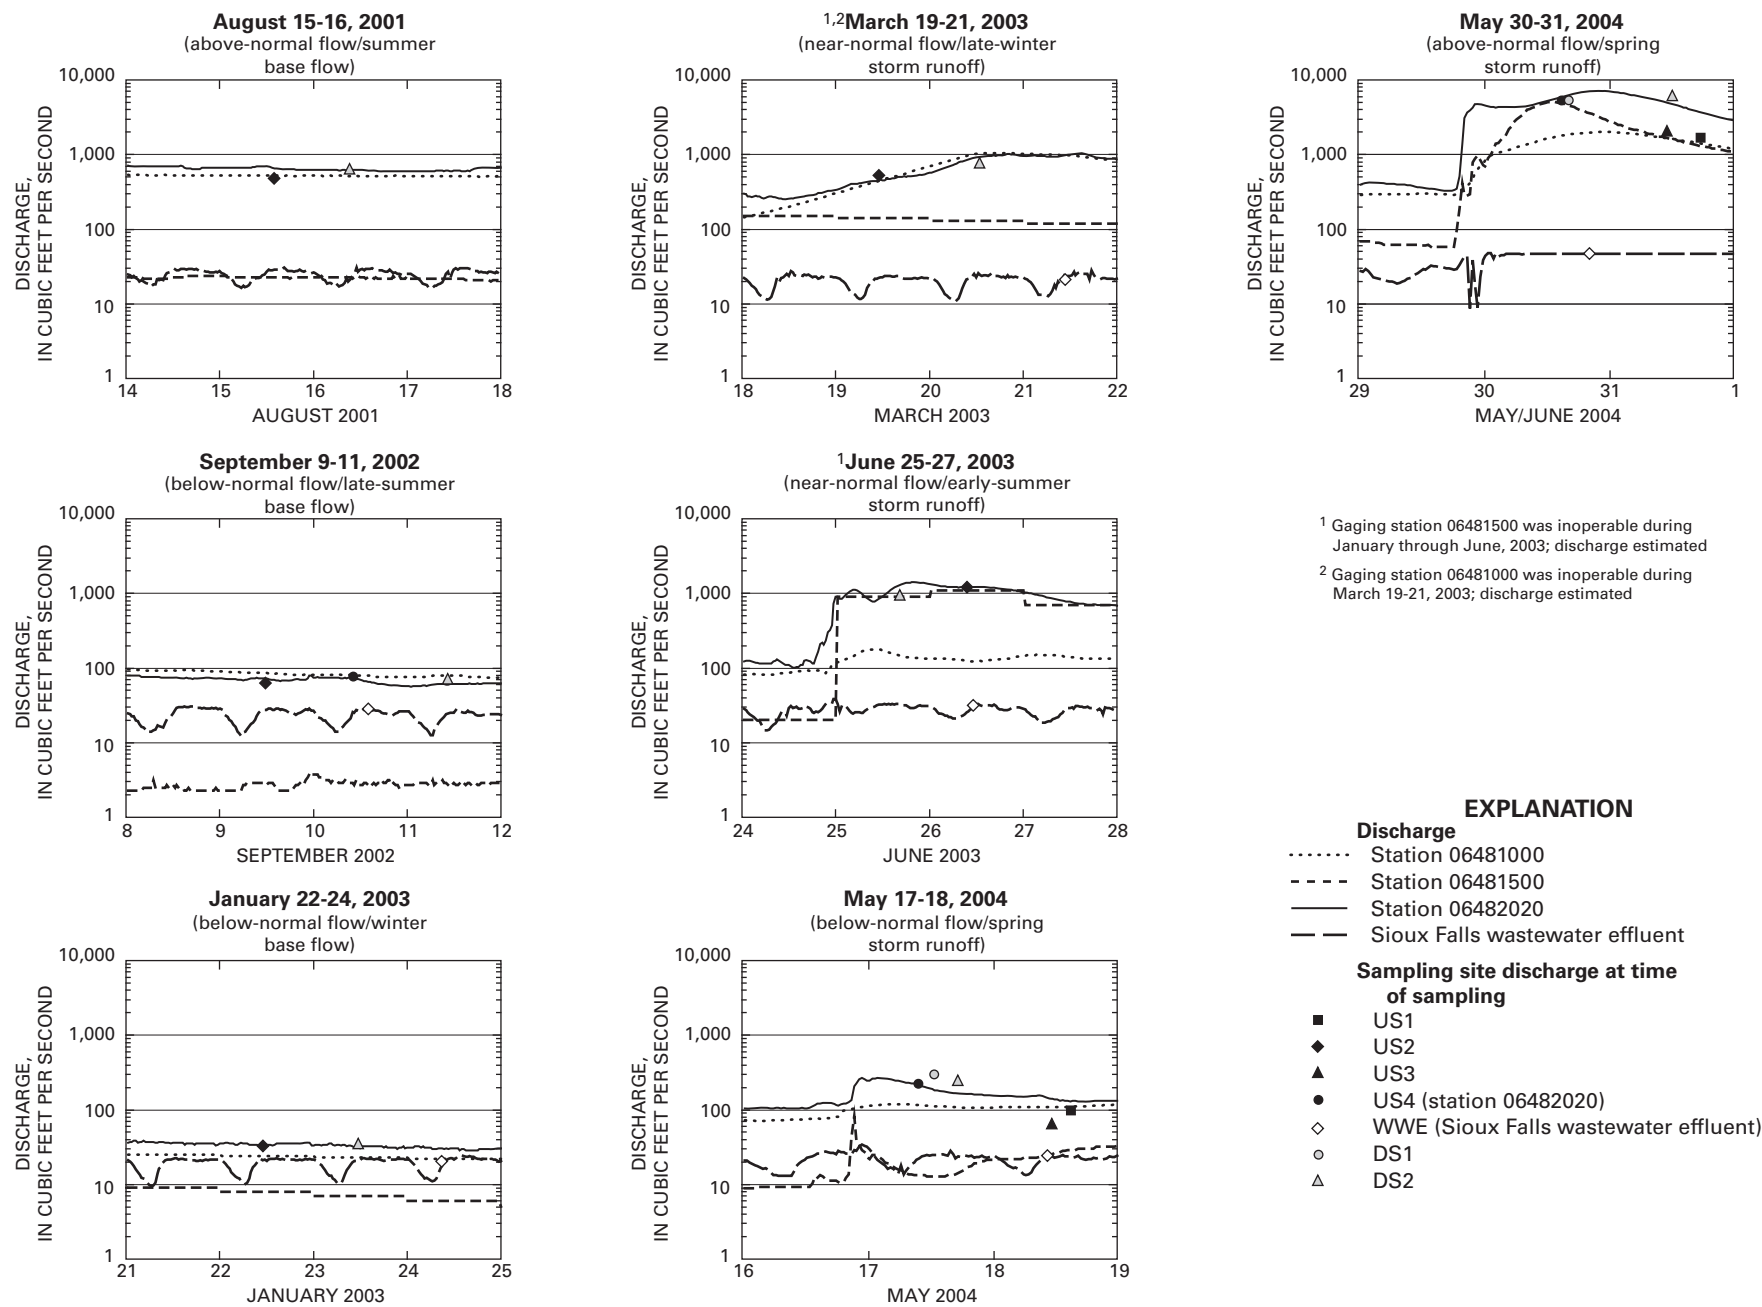 August 15-16, 2001
(above-normal flow/summer
base flow)
10,000
1,000
100
10
1
DISCHARGE,
IN CUBIC FEET PER SECOND
14 15 16 17 18
AUGUST 2001
1,2March 19-21, 2003
(near-normal flow/late-winter
storm runoff)
10,000
1,000
100
10
1
DISCHARGE,
IN CUBIC FEET PER SECOND
18 19 20 21 22
MARCH 2003
May 30-31, 2004
(above-normal flow/spring
storm runoff)
10,000
1,000
100
10
1
DISCHARGE,
IN CUBIC FEET PER SECOND
29 30 31 1
MAY/JUNE 2004
September 9-11, 2002
(below-normal flow/late-summer
base flow)
10,000
1,000
100
10
1
DISCHARGE,
IN CUBIC FEET PER SECOND
8 9 10 11 12
SEPTEMBER 2002
1June 25-27, 2003
(near-normal flow/early-summer
storm runoff)
10,000
1,000
100
10
1
DISCHARGE,
IN CUBIC FEET PER SECOND
24 25 26 27 28
JUNE 2003
1 Gaging station 06481500 was inoperable during
January through June, 2003; discharge estimated
2 Gaging station 06481000 was inoperable during
March 19-21, 2003; discharge estimated
January 22-24, 2003
(below-normal flow/winter
base flow)
10,000
1,000
100
10
1
DISCHARGE,
IN CUBIC FEET PER SECOND
21 22 23 24 25
JANUARY 2003
May 17-18, 2004
(below-normal flow/spring
storm runoff)
10,000
1,000
100
10
1
DISCHARGE,
IN CUBIC FEET PER SECOND
16 17 18 19
MAY 2004
EXPLANATION
Discharge
Station 06481000
Station 06481500
Station 06482020
Sioux Falls wastewater effluent
Sampling site discharge at time
of sampling
US1
US2
US3
US4 (station 06482020)
WWE (Sioux Falls wastewater effluent)
DS1
DS2